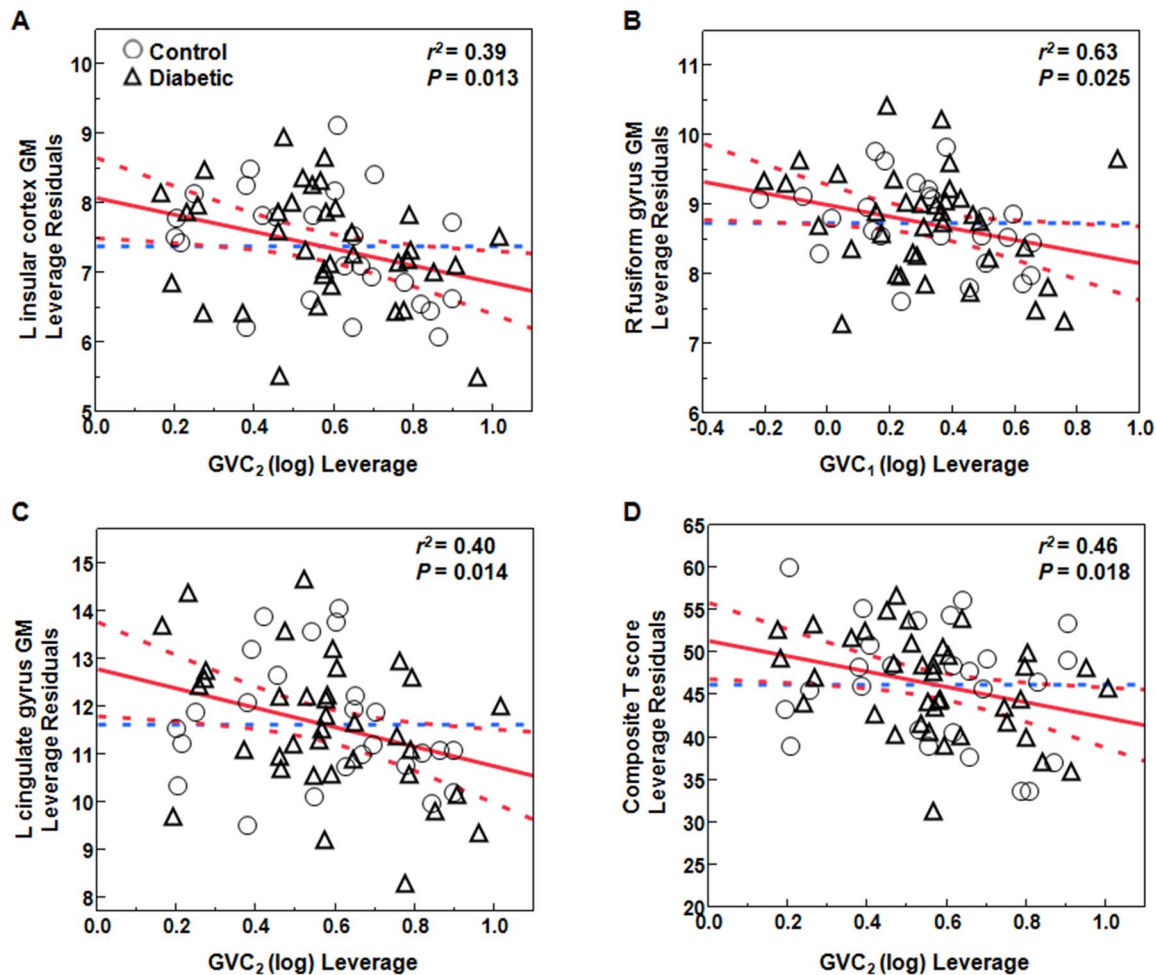 A
Control
Diabetic
r² = 0.39
P = 0.013
10
9
8
7
6
5
L insular cortex GM
Leverage Residuals
0.0 0.2 0.4 0.6 0.8 1.0
GVC₂ (log) Leverage
B
r² = 0.63
P = 0.025
11
10
9
8
7
6
R fusiform gyrus GM
Leverage Residuals
-0.4 -0.2 0.0 0.2 0.4 0.6 0.8 1.0
GVC₁ (log) Leverage
C
r² = 0.40
P = 0.014
15
14
13
12
11
10
9
8
L cingulate gyrus GM
Leverage Residuals
0.0 0.2 0.4 0.6 0.8 1.0
GVC₂ (log) Leverage
D
r² = 0.46
P = 0.018
65
60
55
50
45
40
35
30
25
20
Composite T score
Leverage Residuals
0.0 0.2 0.4 0.6 0.8 1.0
GVC₂ (log) Leverage